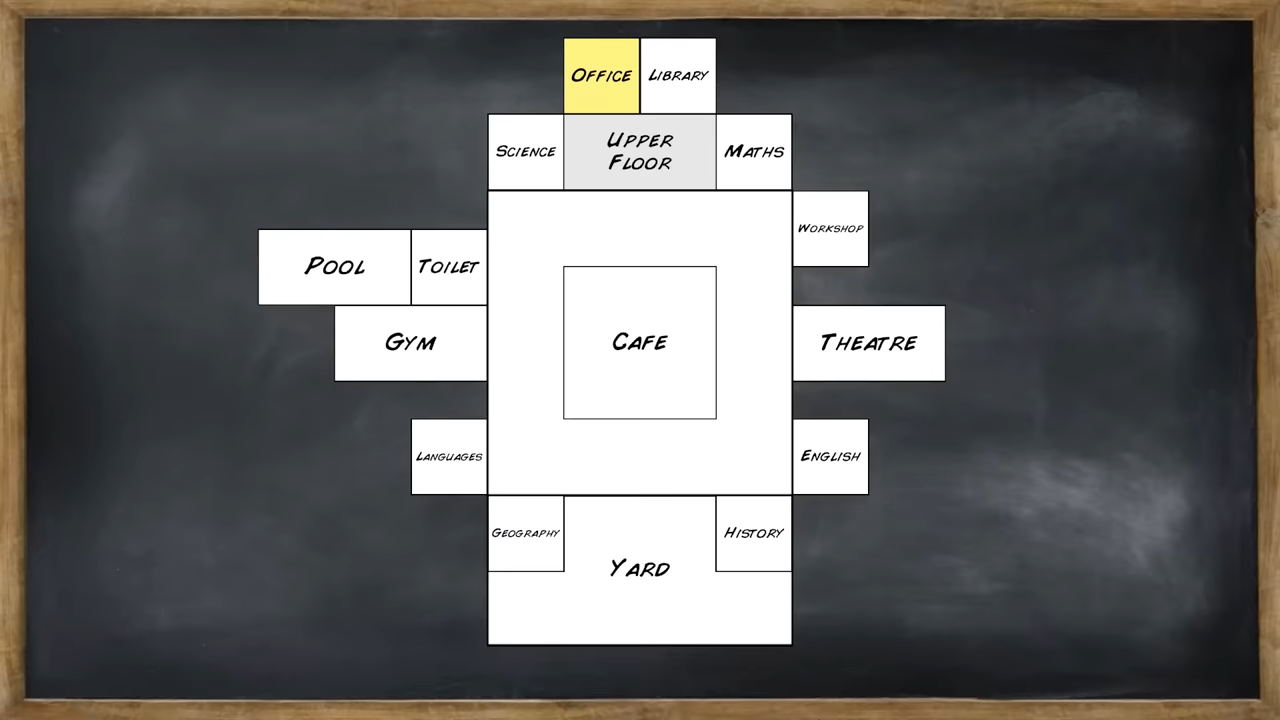 OFFICE
LIBRARY
SCIENCE
UPPER
FLOOR
MATHS
WORKSHOP
POOL
TOILET
GYM
CAFE
THEATRE
LANGUAGES
ENGLISH
GEOGRAPHY
HISTORY
YARD